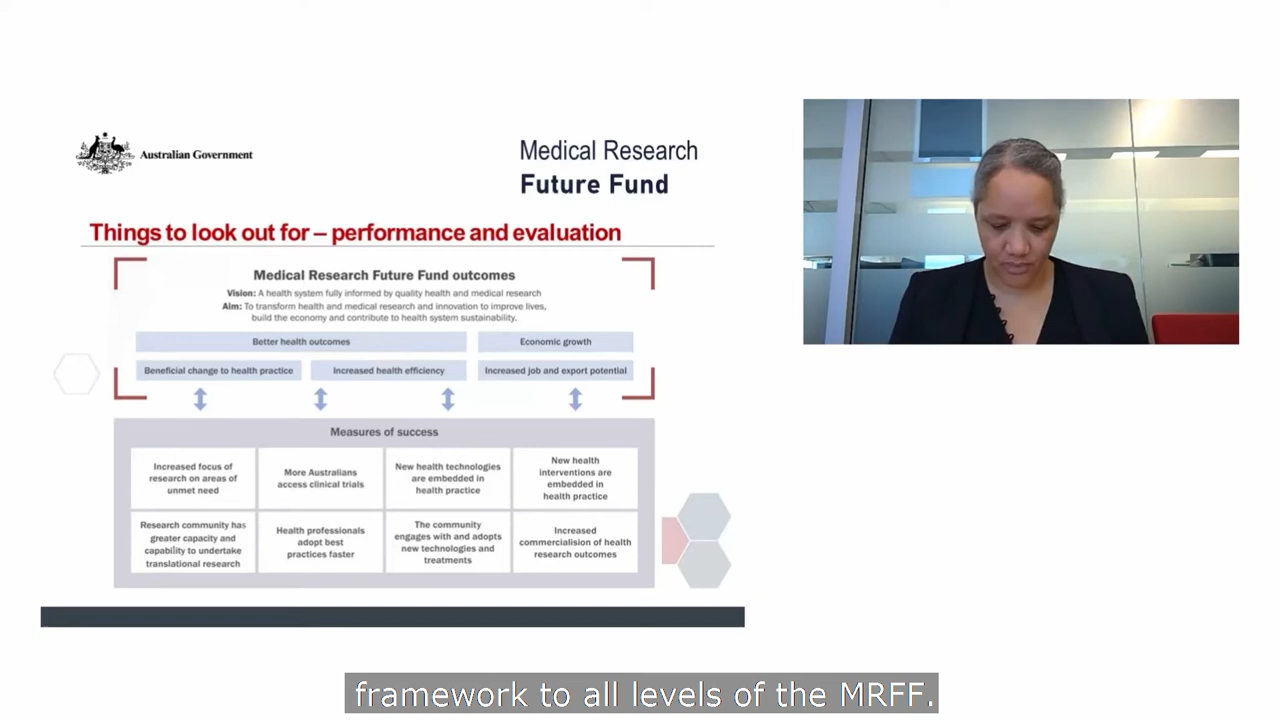 Australian Government
Medical Research
Future Fund
Things to look out for – performance and evaluation
Medical Research Future Fund outcomes
Vision: A health system fully informed by quality health and medical research
Aim: To transform health and medical research and innovation to improve lives,
build the economy and contribute to health system sustainability.
Better health outcomes
Economic growth
Beneficial change to health practice
Increased health efficiency
Increased job and export potential
Measures of success
Increased focus of
research on areas of
unmet need
More Australians
access clinical trials
New health technologies
are embedded in
health practice
New health
interventions are
embedded in
health practice
Research community has
greater capacity and
capability to undertake
translational research
Health professionals
adopt best
practices faster
The community
engages with and adopts
new technologies and
treatments
Increased
commercialision of health
research outcomes
framework to all levels of the MRFF.